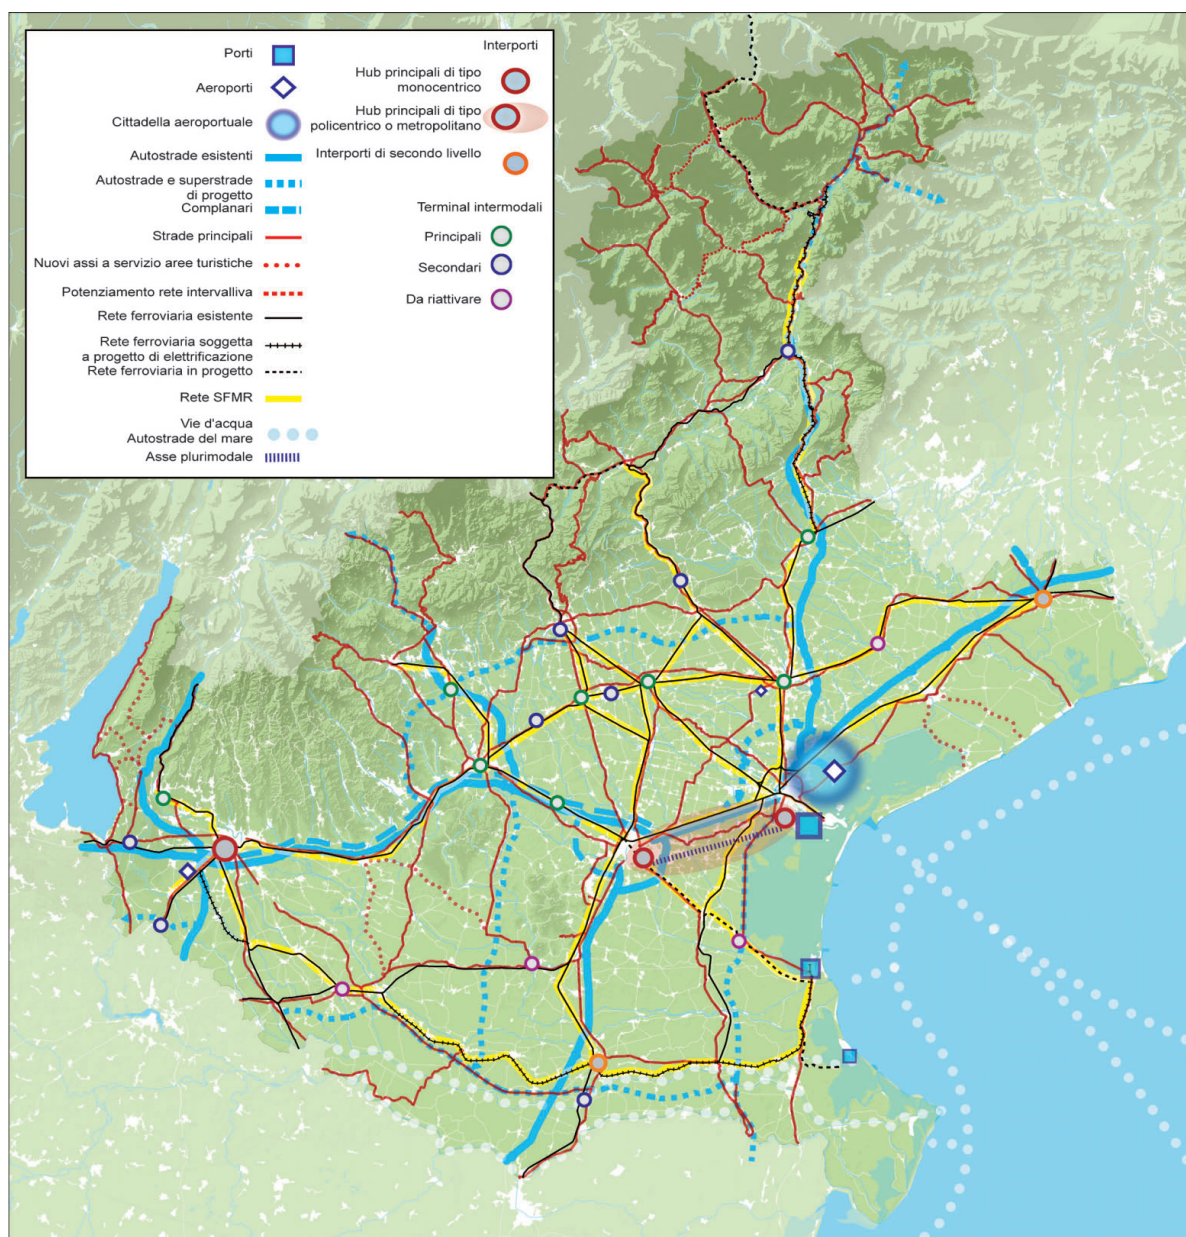 Porti
Aeroporti
Cittadella aeroportuale
Autostrade esistenti
Autostrade e superstrade
di progetto
Complanari
Strade principali
Nuovi assi a servizio aree turistiche
Potenziamento rete intervalliva
Rete ferroviaria esistente
Rete ferroviaria soggetta
a progetto di elettrificazione
Rete ferroviaria in progetto
Rete SFMR
Vie d'acqua
Autostrade del mare
Asse plurimodale
Interporti
Hub principali di tipo
monocentrico
Hub principali di tipo
policentrico o metropolitano
Interporti di secondo livello
Terminal intermodali
Principali
Secondari
Da riattivare